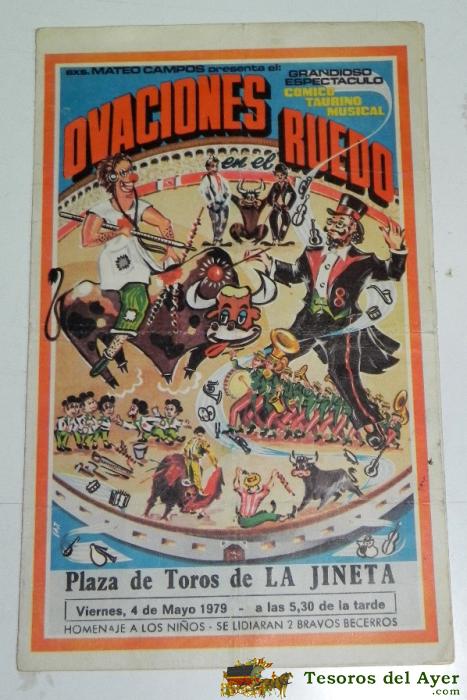 exs. MATEO CAMPOS presenta el:
GRANDIOSO
ESPECTACULO
COMICO
TAURINO
MUSICAL
OVACIONES
en el
RUEDO
8
Plaza de Toros de LA JINETA
Viernes, 4 de Mayo 1979 - a las 5,30 de la tarde
HOMENAJE A LOS NIÑOS - SE LIDIARAN 2 BRAVOS BECERROS
Tesoros del Ayer
.com